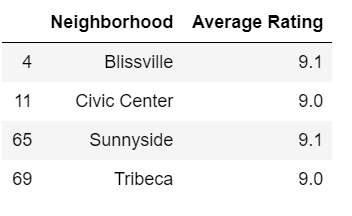 Neighborhood Average Rating
4 Blissville 9.1
11 Civic Center 9.0
65 Sunnyside 9.1
69 Tribeca 9.0